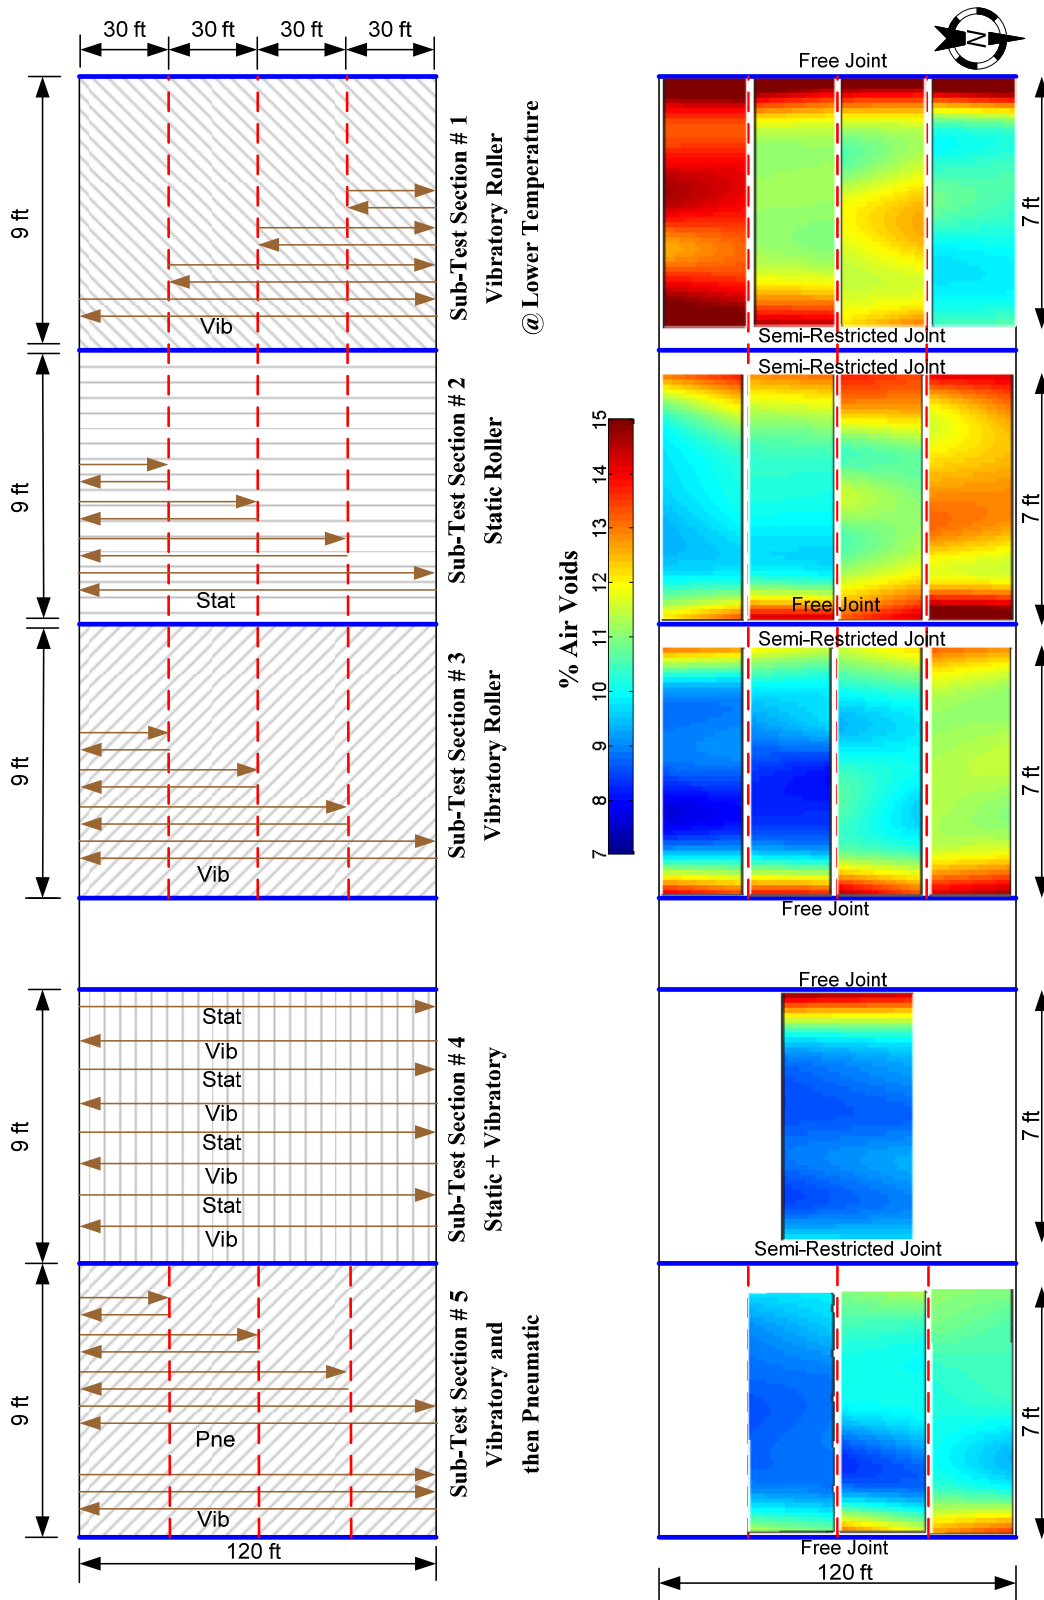 30 ft 30 ft 30 ft 30 ft
9 ft
Vib
Sub-Test Section # 1
Vibratory Roller
@ Lower Temperature
9 ft
Stat
Sub-Test Section # 2
Static Roller
9 ft
Vib
Sub-Test Section # 3
Vibratory Roller
9 ft
Stat
Vib
Stat
Vib
Stat
Vib
Stat
Vib
Sub-Test Section # 4
Static + Vibratory
9 ft
Pne
Vib
Sub-Test Section # 5
Vibratory and
then Pneumatic
120 ft
N
Free Joint
7 ft
Semi-Restricted Joint
Semi-Restricted Joint
7 ft
Free Joint
Semi-Restricted Joint
7 ft
Free Joint
% Air Voids
15
14
13
12
11
10
9
8
7
Free Joint
7 ft
Semi-Restricted Joint
7 ft
Free Joint
120 ft